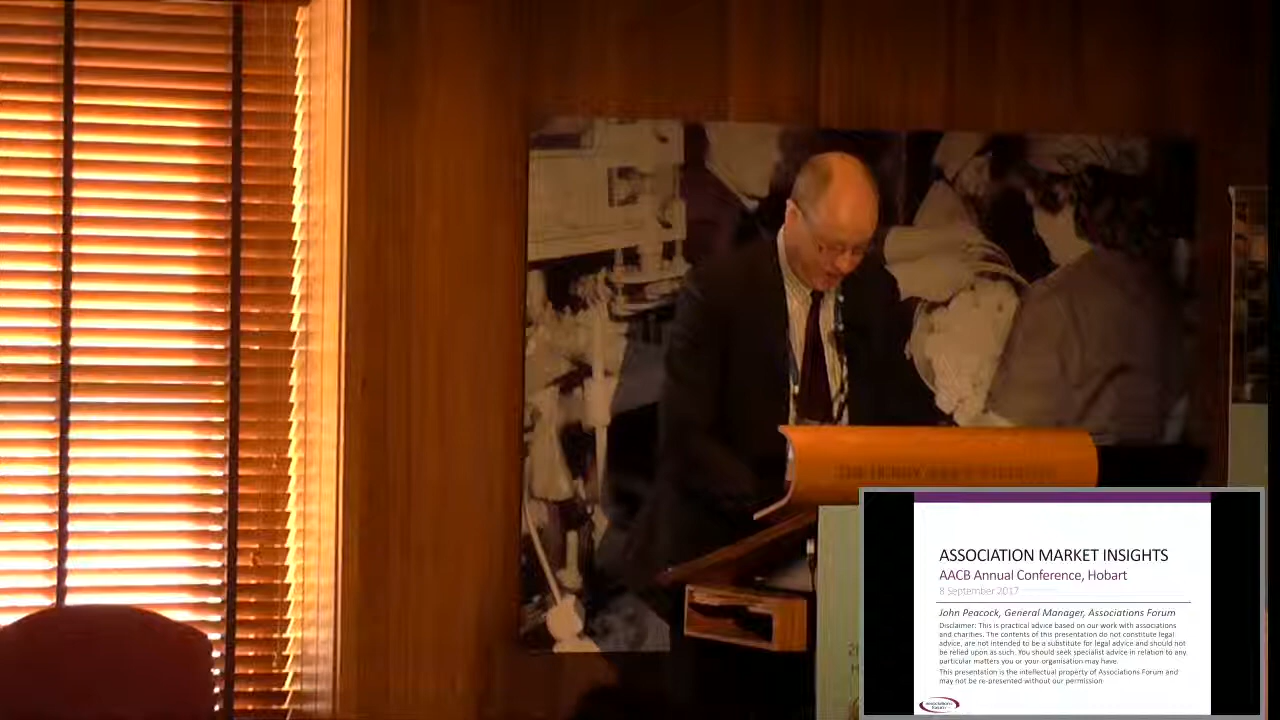 ASSOCIATION MARKET INSIGHTS
AACB Annual Conference, Hobart
8 September 2017
John Peacock, General Manager, Associations Forum
Disclaimer: This is practical advice based on our work with associations
and charities. The contents of this presentation do not constitute legal
advice, are not intended to be a substitute for legal advice and should not
be relied upon as such. You should seek specialist advice in relation to any
particular matters you or your organisation may have.
This presentation is the intellectual property of Associations Forum and
may not be re-presented without our permission
associations
forum